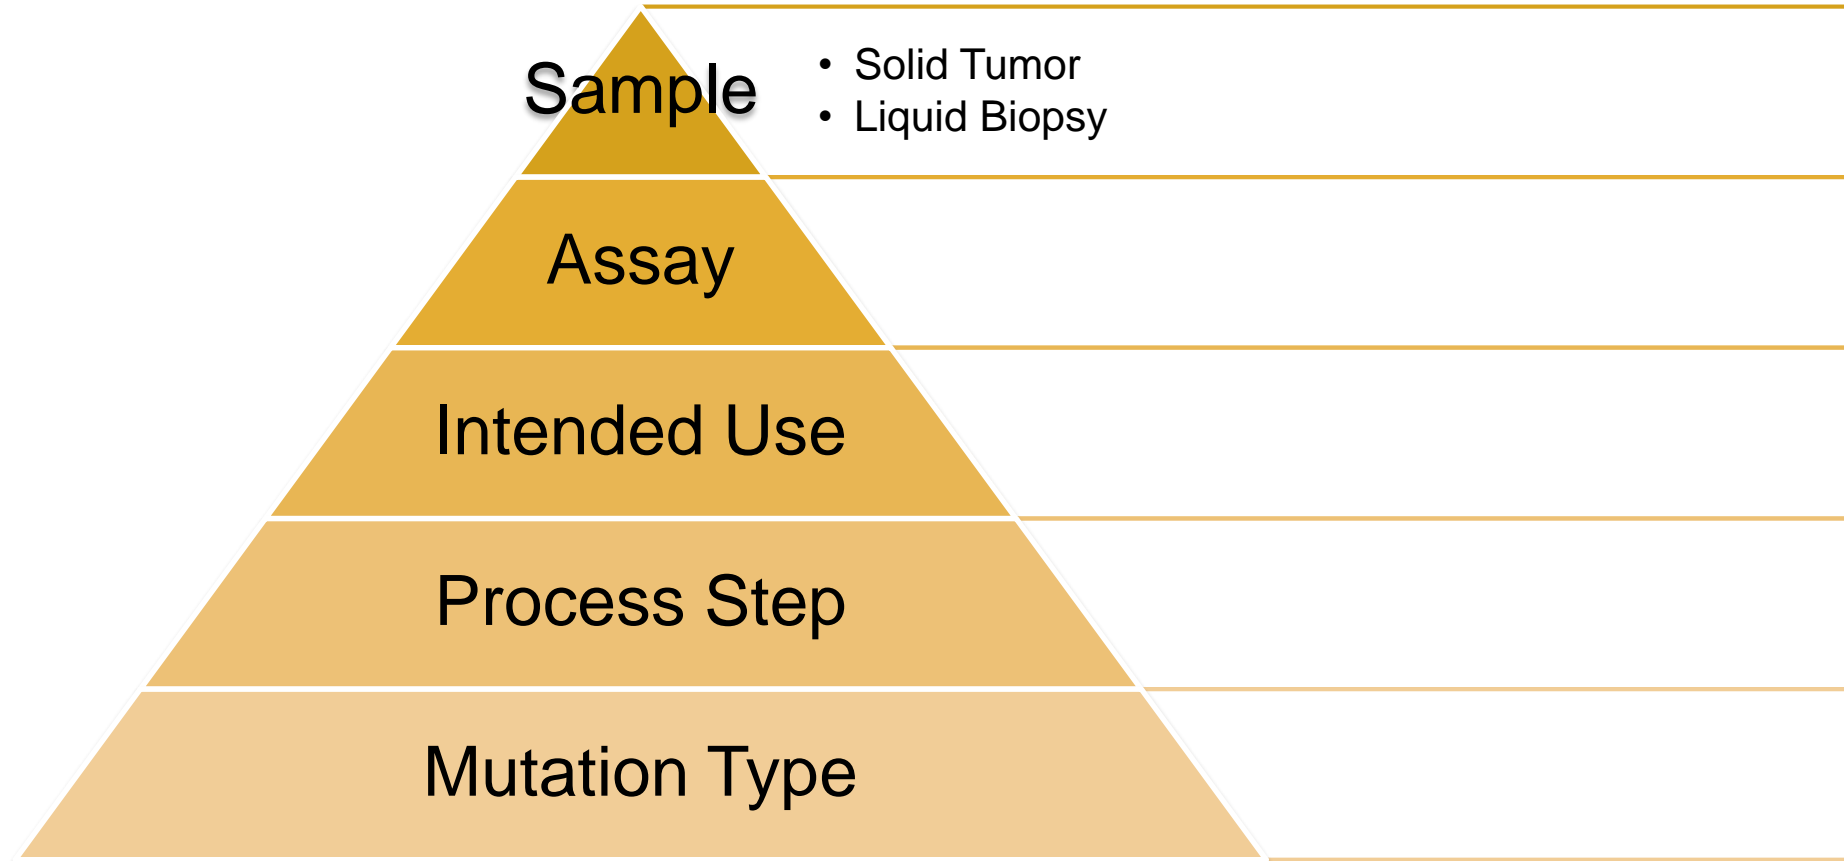 Sample
• Solid Tumor
• Liquid Biopsy
Assay
Intended Use
Process Step
Mutation Type